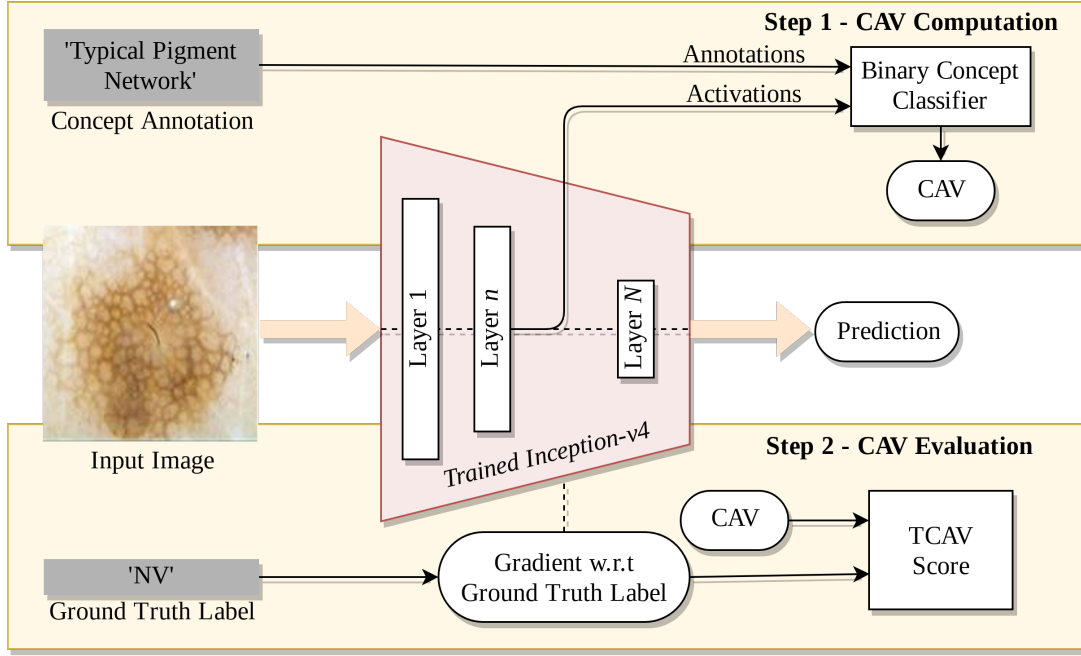 Step 1 - CAV Computation
'Typical Pigment
Network'
Concept Annotation
Annotations
Activations
Binary Concept
Classifier
CAV
Layer 1
Layer n
Layer N
Prediction
Trained Inception-v4
Input Image
Step 2 - CAV Evaluation
'NV'
Ground Truth Label
Gradient w.r.t
Ground Truth Label
CAV
TCAV
Score